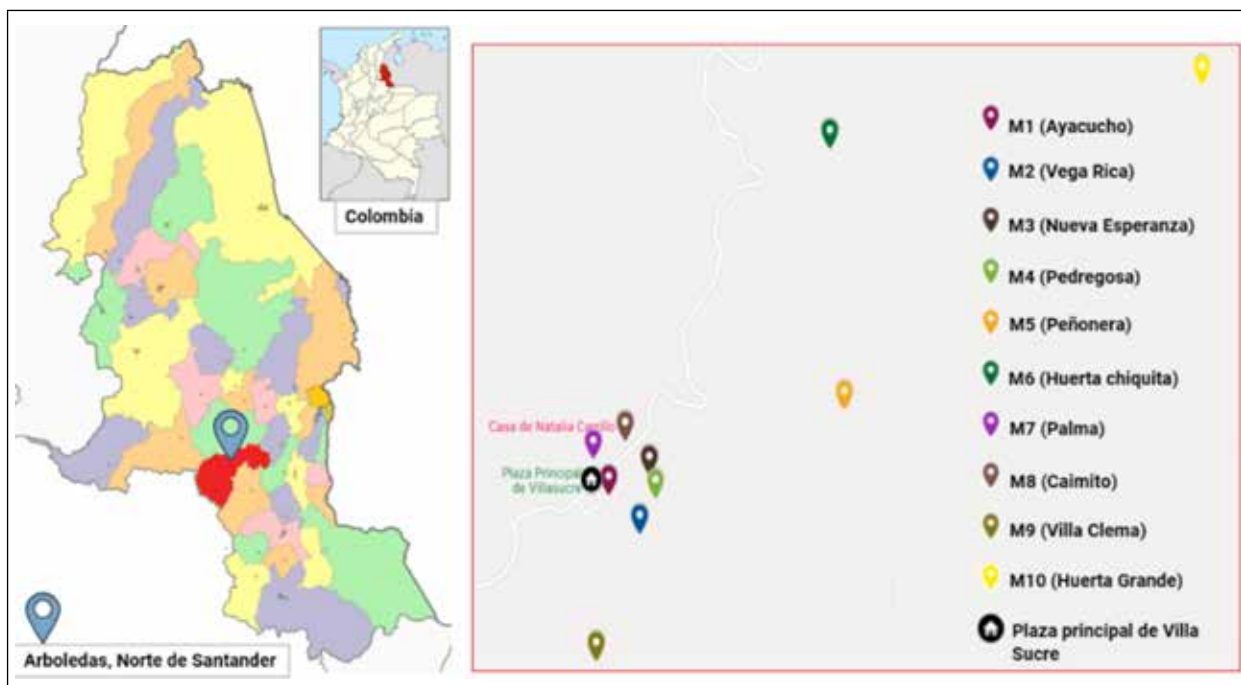 Colombia
Arboledas, Norte de Santander
Casa de Natalia Carrillo
Plaza Principal
de Villasucre
M1 (Ayacucho)
M2 (Vega Rica)
M3 (Nueva Esperanza)
M4 (Pedregosa)
M5 (Peñonera)
M6 (Huerta chiquita)
M7 (Palma)
M8 (Caimito)
M9 (Villa Clema)
M10 (Huerta Grande)
Plaza principal de Villa
Sucre